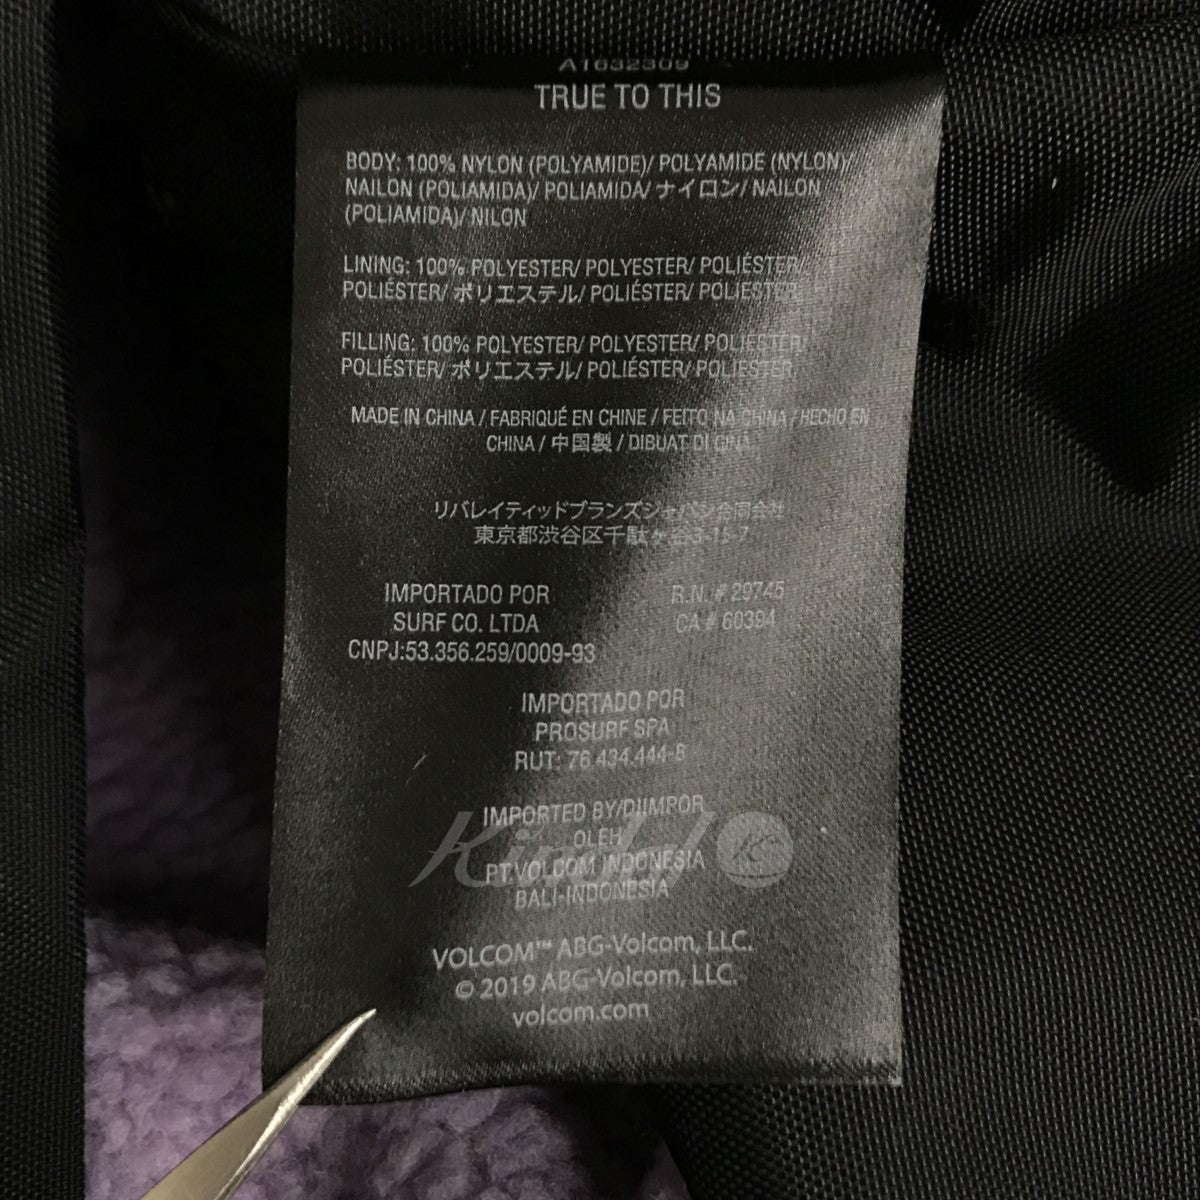 A1632309
TRUE TO THIS
BODY: 100% NYLON (POLYAMIDE)/ POLYAMIDE (NYLON)/
NAILON (POLIAMIDA)/ POLIAMIDA/ ナイロン/ NAILON
(POLIAMIDA)/ NILON
LINING: 100% POLYESTER/ POLYESTER/ POLIÉSTER/
POLIÉSTER/ ポリエステル/ POLIÉSTER/ POLIÉSTER
FILLING: 100% POLYESTER/ POLYESTER/ POLIÉSTER/
POLIÉSTER/ ポリエステル/ POLIÉSTER/ POLIÉSTER
MADE IN CHINA / FABRIQUÉ EN CHINE / FEITO NA CHINA / HECHO EN
CHINA / 中国製 / DIBUAT DI CINA
リバレイティッドブランズジャパン合同会社
東京都渋谷区千駄ヶ谷3-15-7
IMPORTADO POR
SURF CO. LTDA
CNPJ:53.356.259/0009-93
R.N. # 29745
CA # 60394
IMPORTADO POR
PROSURF SPA
RUT: 76.434.444-8
IMPORTED BY/DIIMPOR
OLEH
PT.VOLCOM INDONESIA
BALI-INDONESIA
Kindal K
VOLCOM™ ABG-Volcom, LLC.
© 2019 ABG-Volcom, LLC.
volcom.com